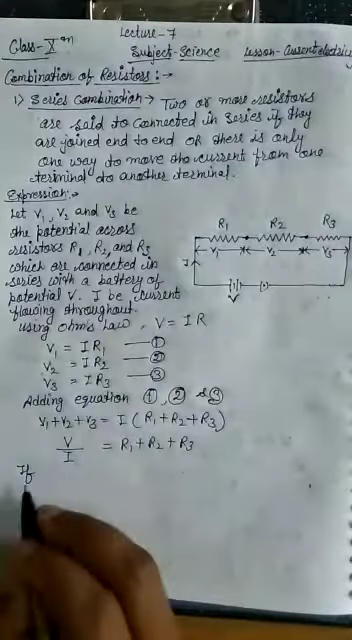 Lecture-7
Class-Xth Subject-Science Lesson-Current electric
Combination of Resistors:→
1) Series Combination → Two or more resistors
are said to connected in series if they
are joined end to end or there is only
one way to move the current from one
terminal to another terminal.
Expression:→
Let V1, V2 and V3 be
the potential across
resistors R1, R2, and R3
which are connected in
series with a battery of
potential V. I be current
flowing throughout.
R1 R2 R3
V1 V2 V3
I
V
using Ohm's Law, V = IR
V1 = IR1 —①
V2 = IR2 —②
V3 = IR3 —③
Adding equation ①, ② & ③
V1+V2+V3 = I (R1+R2+R3)
V/I = R1+R2+R3
If